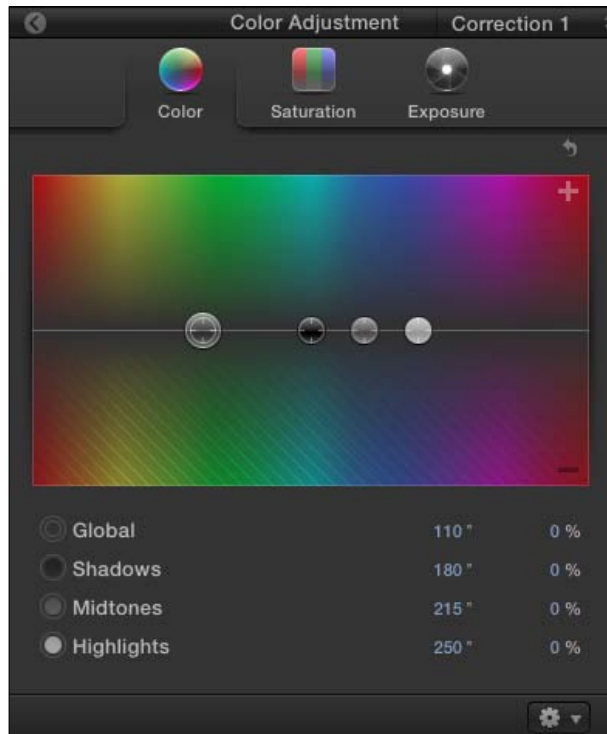 Color Adjustment Correction 1
Color Saturation Exposure
+
−
Global 110 ° 0 %
Shadows 180 ° 0 %
Midtones 215 ° 0 %
Highlights 250 ° 0 %